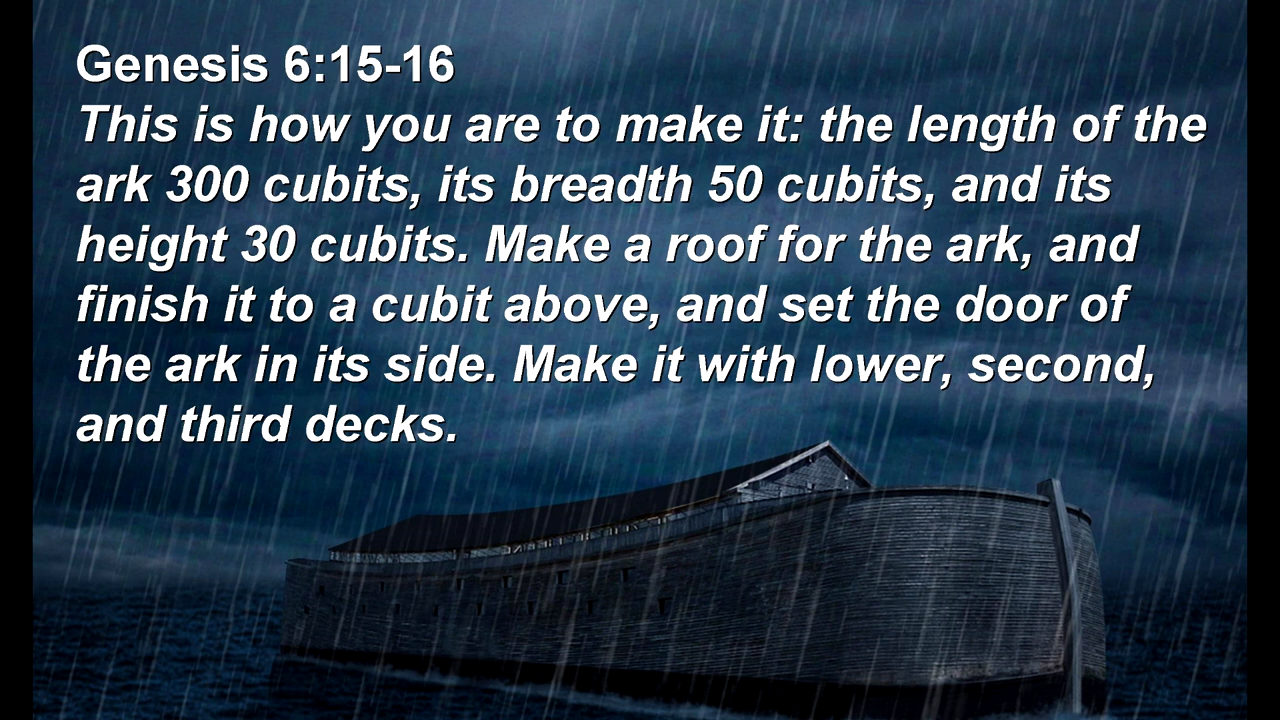 Genesis 6:15-16
This is how you are to make it: the length of the
ark 300 cubits, its breadth 50 cubits, and its
height 30 cubits. Make a roof for the ark, and
finish it to a cubit above, and set the door of
the ark in its side. Make it with lower, second,
and third decks.